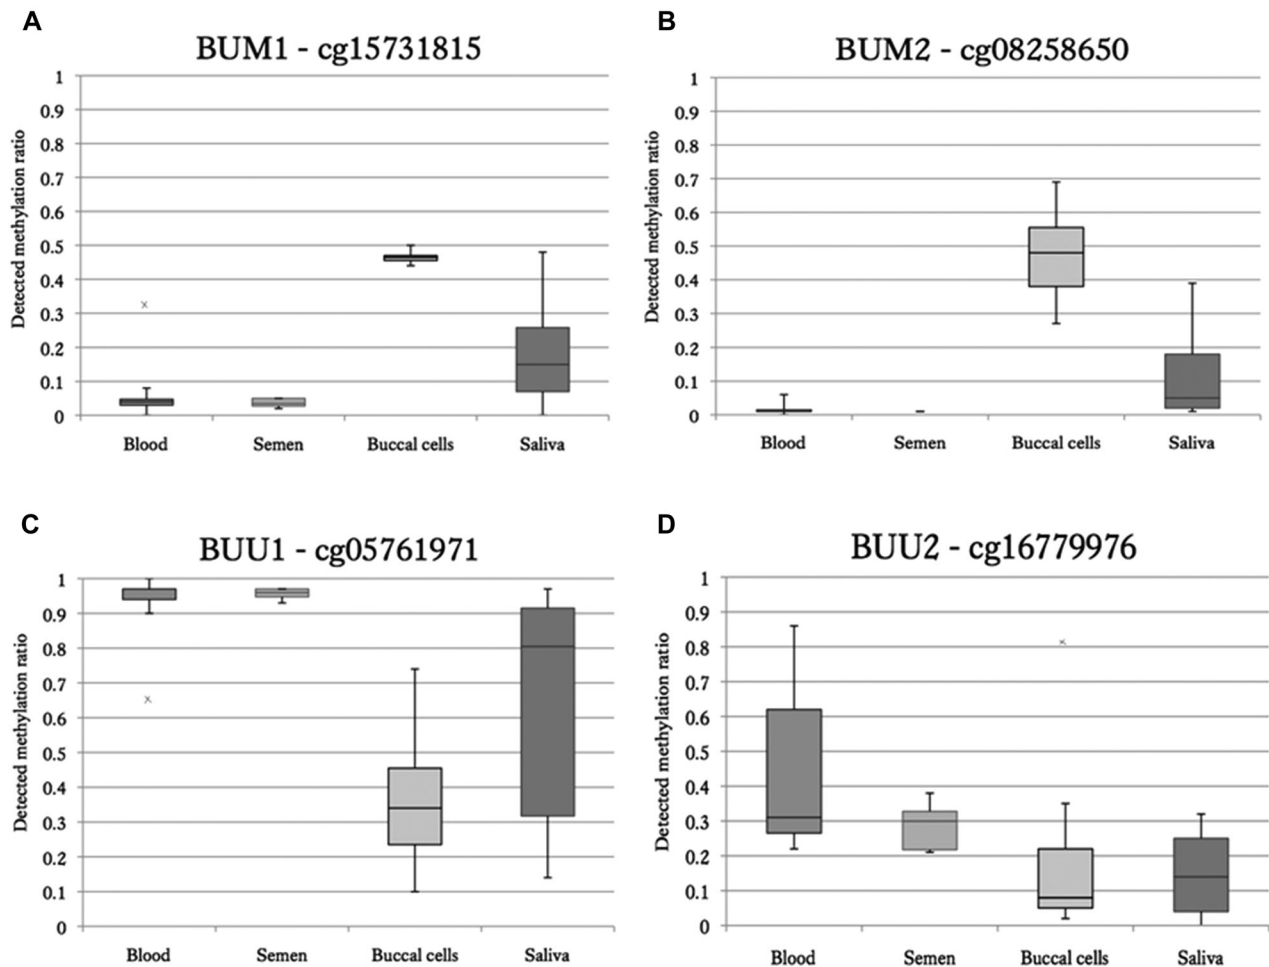 A
BUM1 - cg15731815
Detected methylation ratio
1
0.9
0.8
0.7
0.6
0.5
0.4
0.3
0.2
0.1
0
Blood Semen Buccal cells Saliva
B
BUM2 - cg08258650
Detected methylation ratio
1
0.9
0.8
0.7
0.6
0.5
0.4
0.3
0.2
0.1
0
Blood Semen Buccal cells Saliva
C
BUU1 - cg05761971
Detected methylation ratio
1
0.9
0.8
0.7
0.6
0.5
0.4
0.3
0.2
0.1
0
Blood Semen Buccal cells Saliva
D
BUU2 - cg16779976
Detected methylation ratio
1
0.9
0.8
0.7
0.6
0.5
0.4
0.3
0.2
0.1
0
Blood Semen Buccal cells Saliva